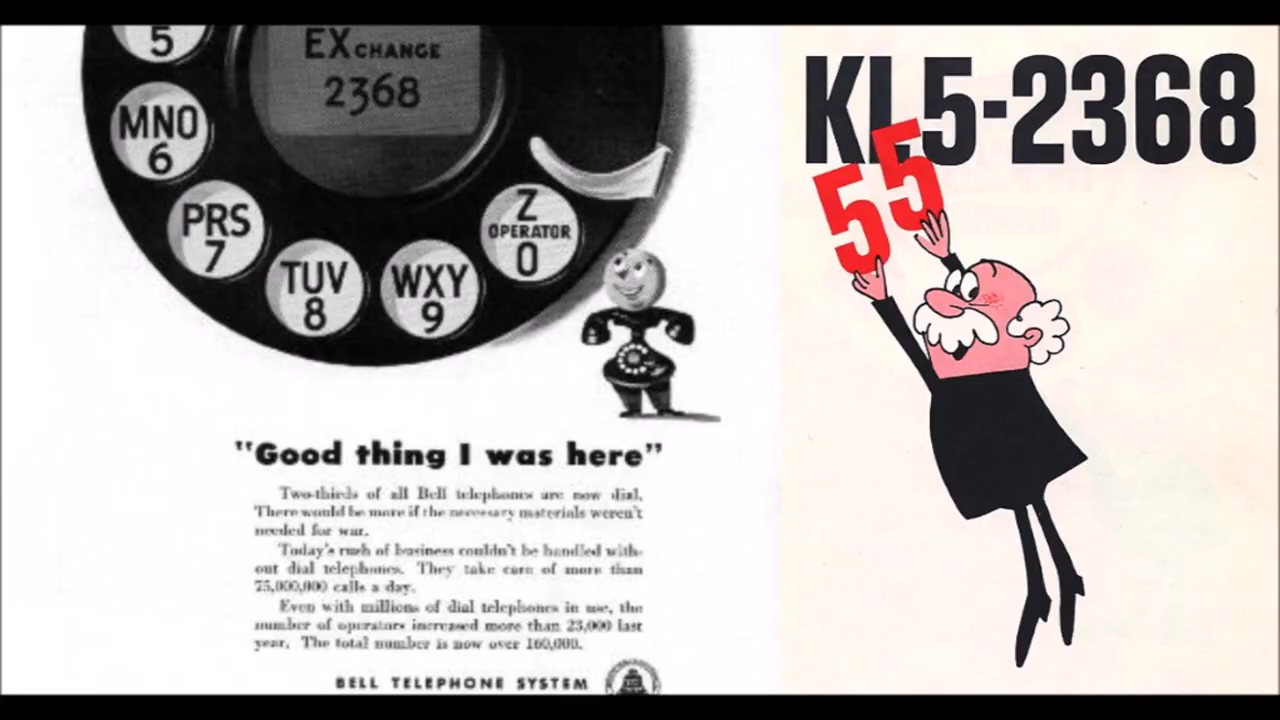 5
EXCHANGE
2368
MNO
6
PRS
7
TUV
8
WXY
9
Z
OPERATOR
0
"Good thing I was here"
Two-thirds of all Bell telephones are now dial.
There would be more if the necessary materials weren't
needed for war.
Today's rush of business couldn't be handled with-
out dial telephones. They take care of more than
75,000,000 calls a day.
Even with millions of dial telephones in use, the
number of operators increased more than 23,000 last
year. The total number is now over 160,000.
BELL TELEPHONE SYSTEM
KL5-2368
55